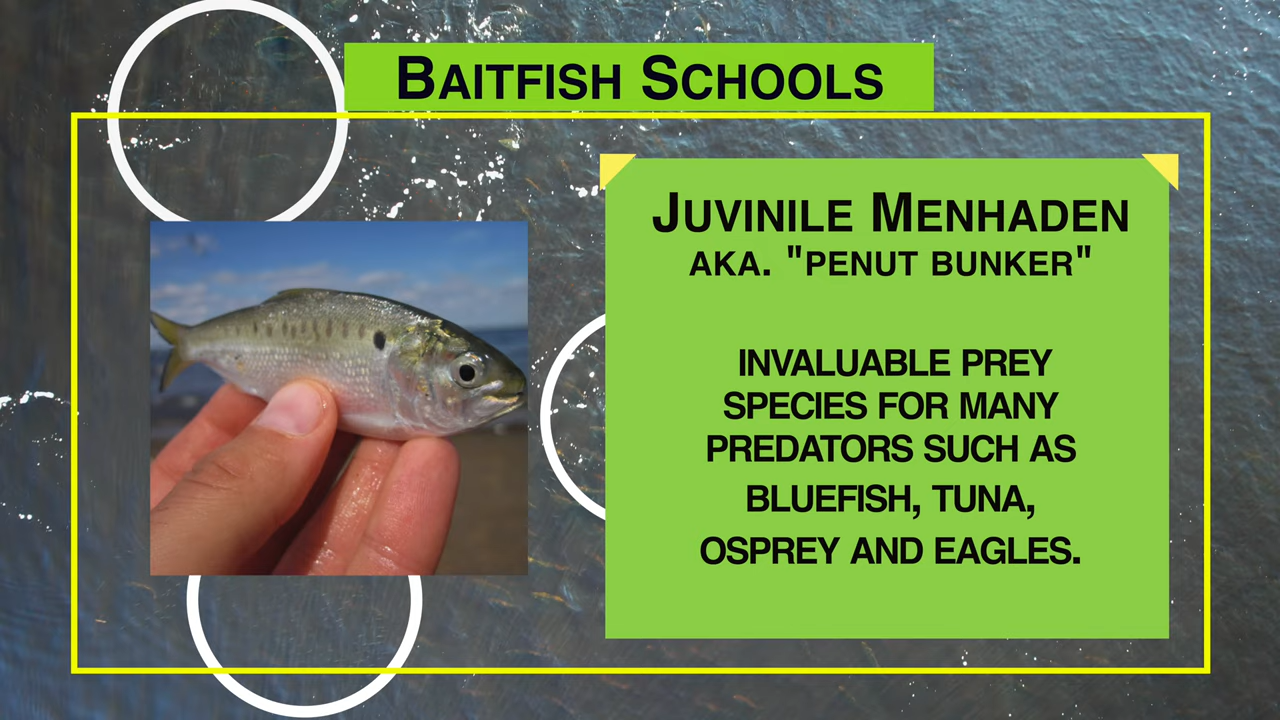 BAITFISH SCHOOLS
JUVINILE MENHADEN
AKA. "PENUT BUNKER"
INVALUABLE PREY
SPECIES FOR MANY
PREDATORS SUCH AS
BLUEFISH, TUNA,
OSPREY AND EAGLES.